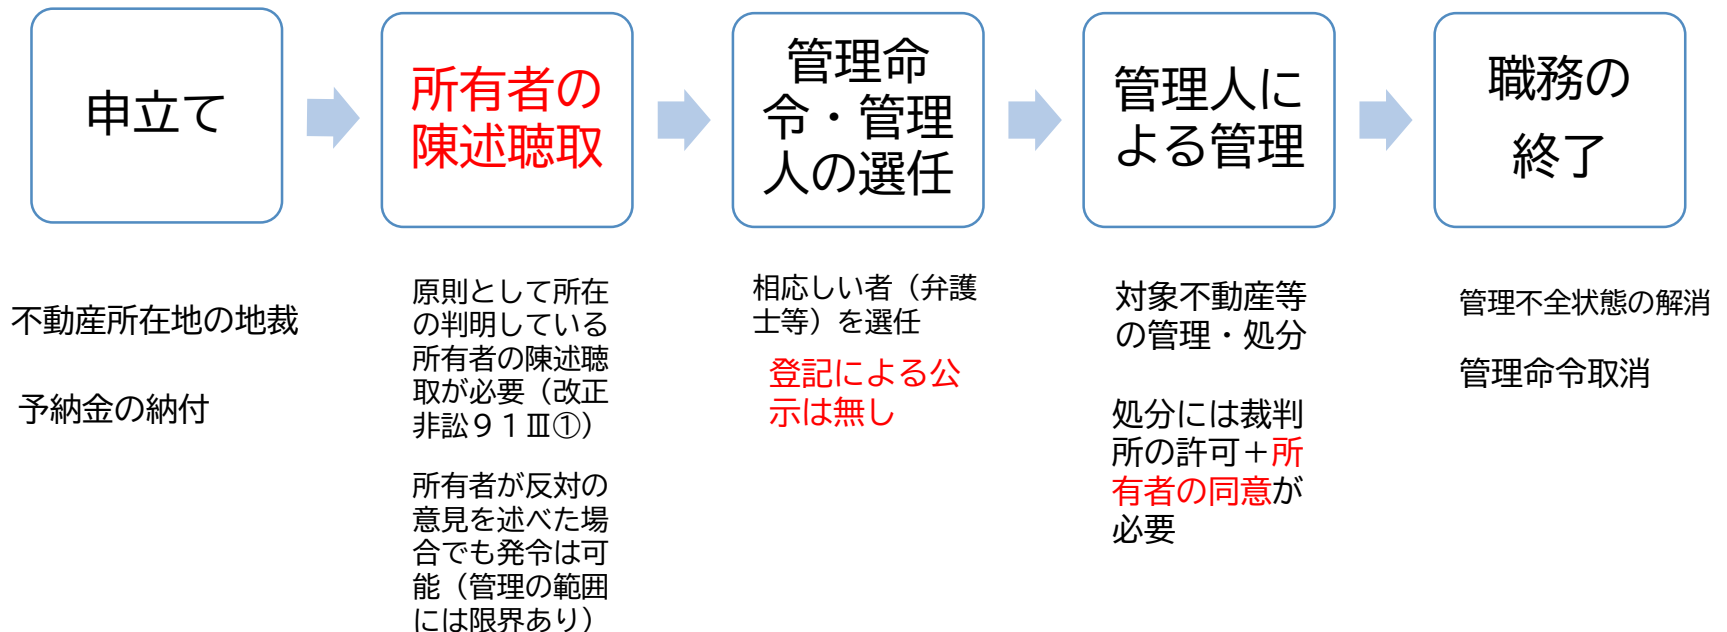 申立て
所有者の
陳述聴取
管理命
令・管理
人の選任
管理人に
よる管理
職務の
終了
不動産所在地の地裁
予納金の納付
原則として所在
の判明している
所有者の陳述聴
取が必要（改正
非訟９１Ⅲ①）
所有者が反対の
意見を述べた場
合でも発令は可
能（管理の範囲
には限界あり）
相応しい者（弁護
士等）を選任
登記による公
示は無し
対象不動産等
の管理・処分
処分には裁判
所の許可＋所
有者の同意が
必要
管理不全状態の解消
管理命令取消